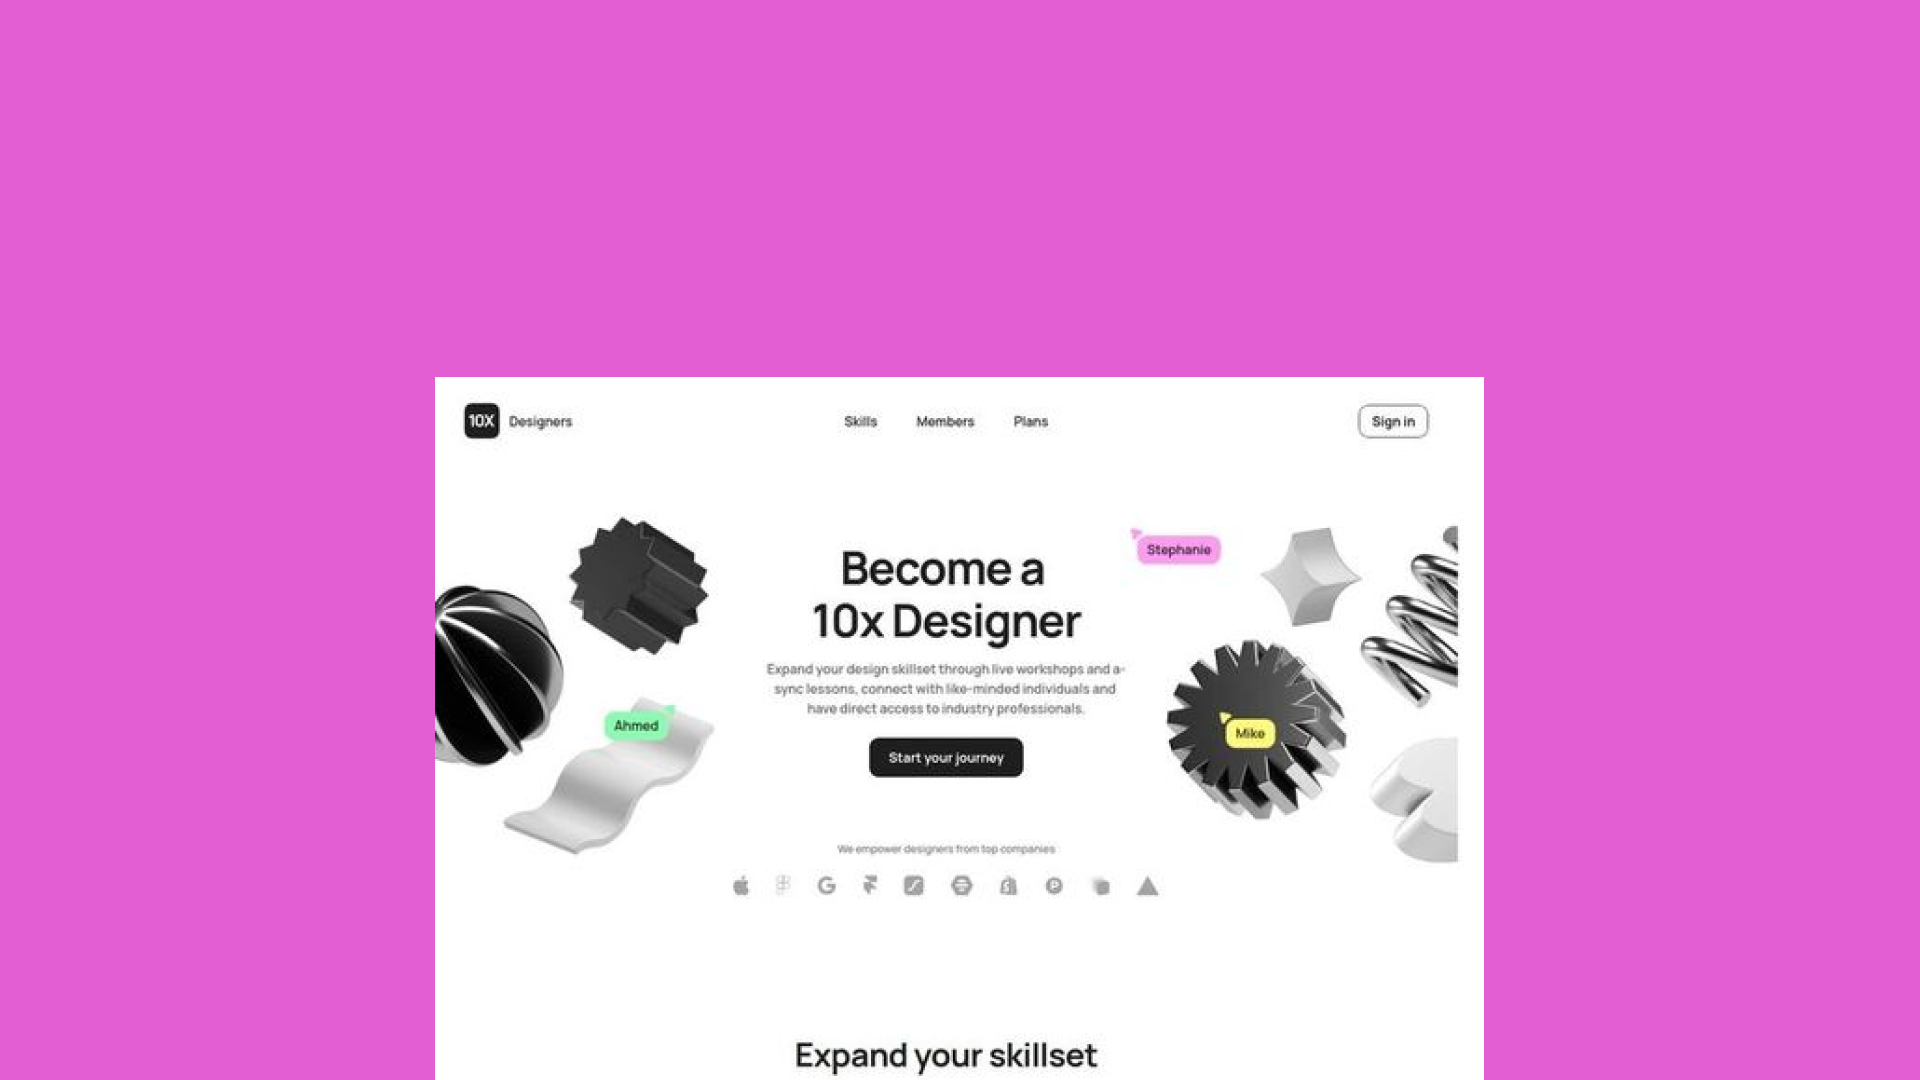 10X Designers
Skills Members Plans
Sign in
Stephanie
Become a
10x Designer
Expand your design skillset through live workshops and a-
sync lessons, connect with like-minded individuals and
have direct access to industry professionals.
Ahmed
Mike
Start your journey
We empower designers from top companies
Expand your skillset